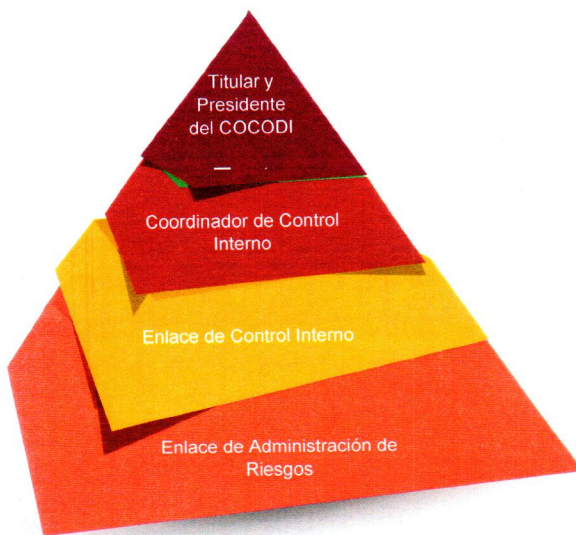 Titular y
Presidente
del COCODI
Coordinador de Control
Interno
Enlace de Control Interno
Enlace de Administración de
Riesgos